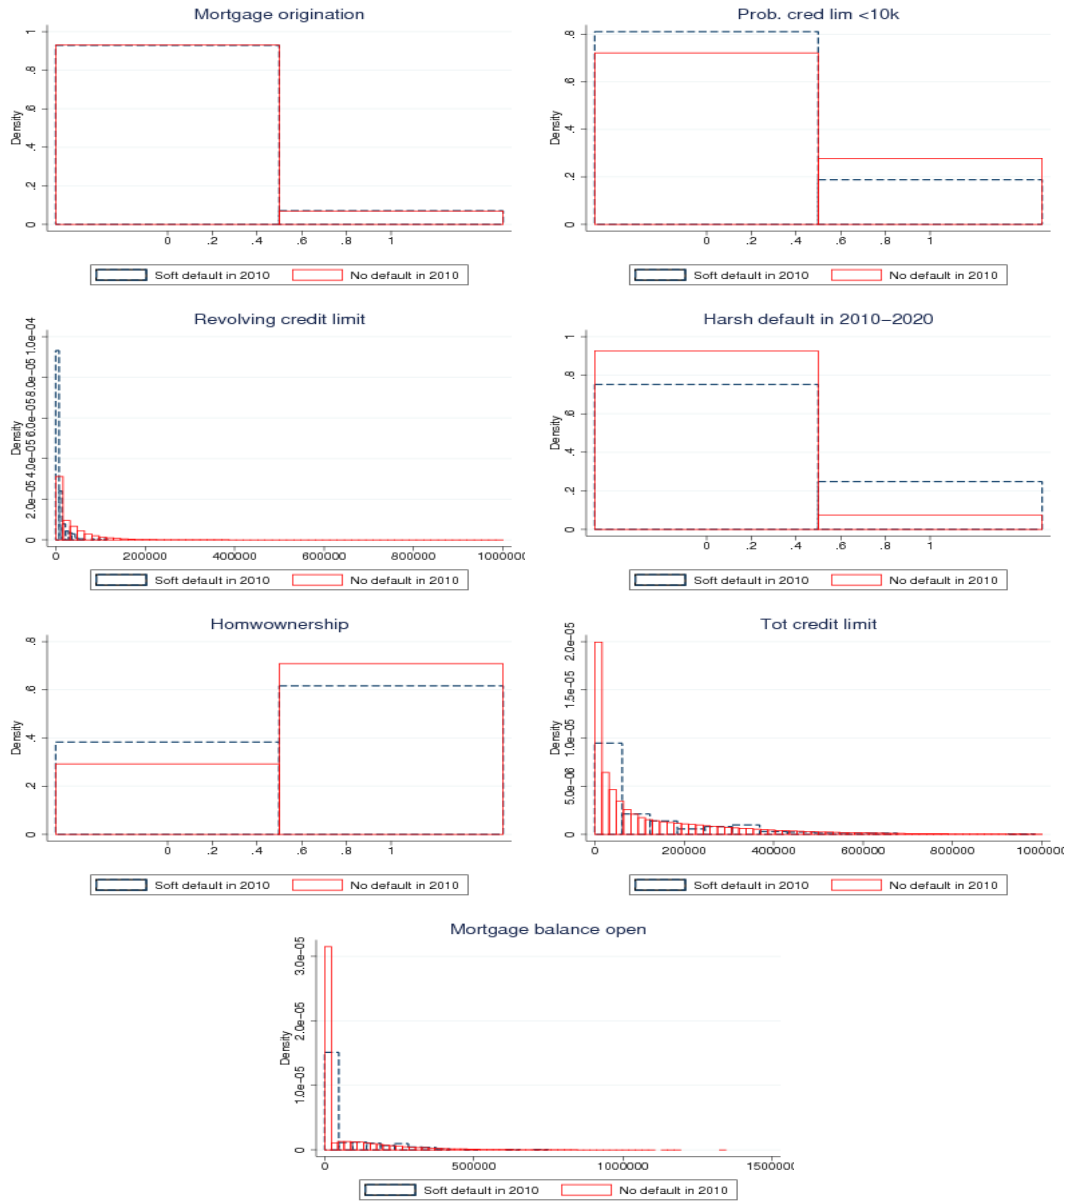 Mortgage origination
Density
0 .2 .4 .6 .8 1
0 .2 .4 .6 .8 1
Soft default in 2010 No default in 2010
Prob. cred lim <10k
Density
0 .2 .4 .6 .8
0 .2 .4 .6 .8 1
Soft default in 2010 No default in 2010
Revolving credit limit
Density
0 2.0e-05 4.0e-05 6.0e-05 8.0e-05 1.0e-04
0 200000 400000 600000 800000 1000000
Soft default in 2010 No default in 2010
Harsh default in 2010-2020
Density
0 .2 .4 .6 .8 1
0 .2 .4 .6 .8 1
Soft default in 2010 No default in 2010
Homwownership
Density
0 .2 .4 .6 .8
0 .2 .4 .6 .8 1
Soft default in 2010 No default in 2010
Tot credit limit
Density
0 5.0e-06 1.0e-05 1.5e-05 2.0e-05
0 200000 400000 600000 800000 1000000
Soft default in 2010 No default in 2010
Mortgage balance open
Density
0 1.0e-05 2.0e-05 3.0e-05
0 500000 1000000 1500000
Soft default in 2010 No default in 2010